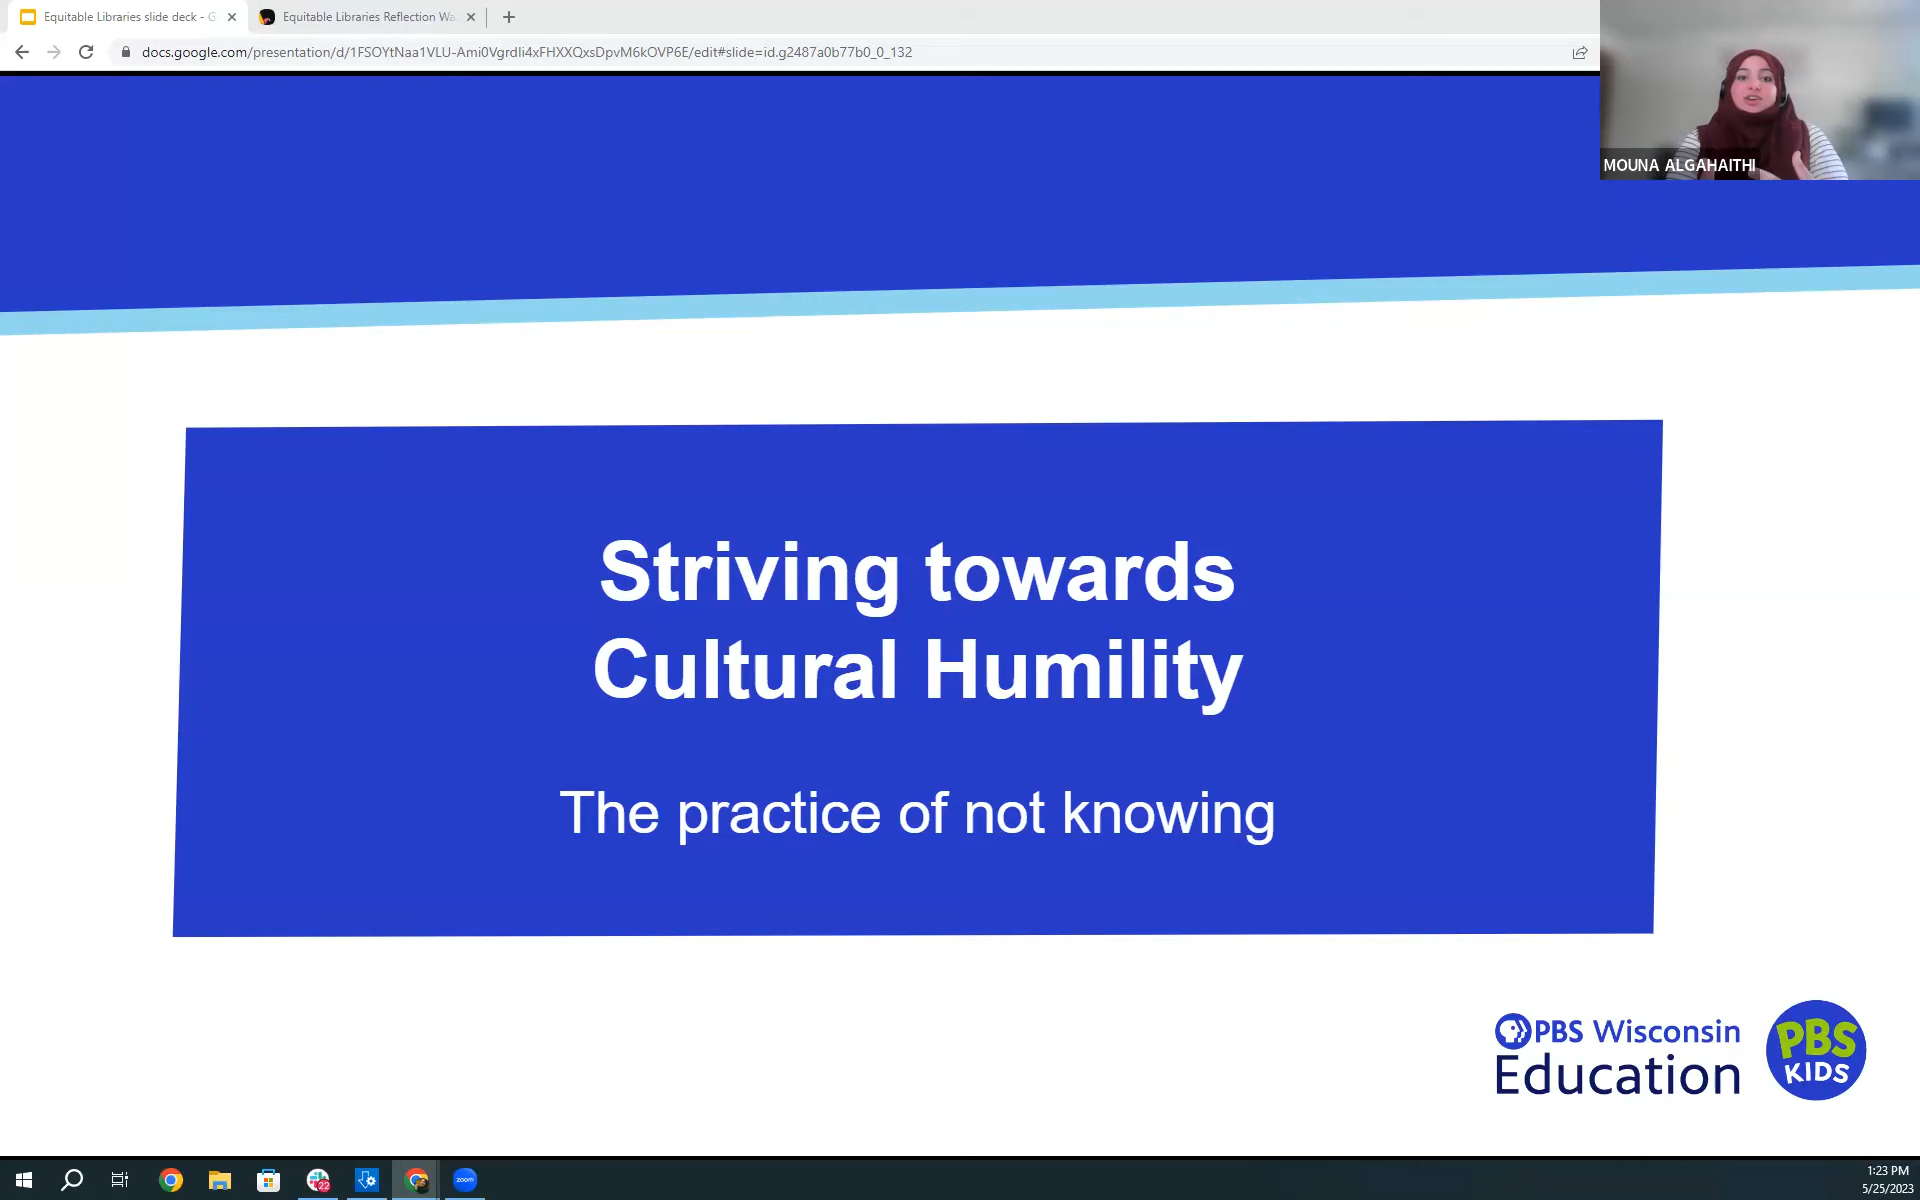 Equitable Libraries slide deck - G
Equitable Libraries Reflection Wa
docs.google.com/presentation/d/1FSOYtNaa1VLU-Ami0Vgrdli4xFHXXQxsDpvM6kOVP6E/edit#slide=id.g2487a0b77b0_0_132
MOUNA ALGAHAITHI
Striving towards
Cultural Humility
The practice of not knowing
PBS Wisconsin
Education
PBS
KIDS
22
zoom
1:23 PM
5/25/2023